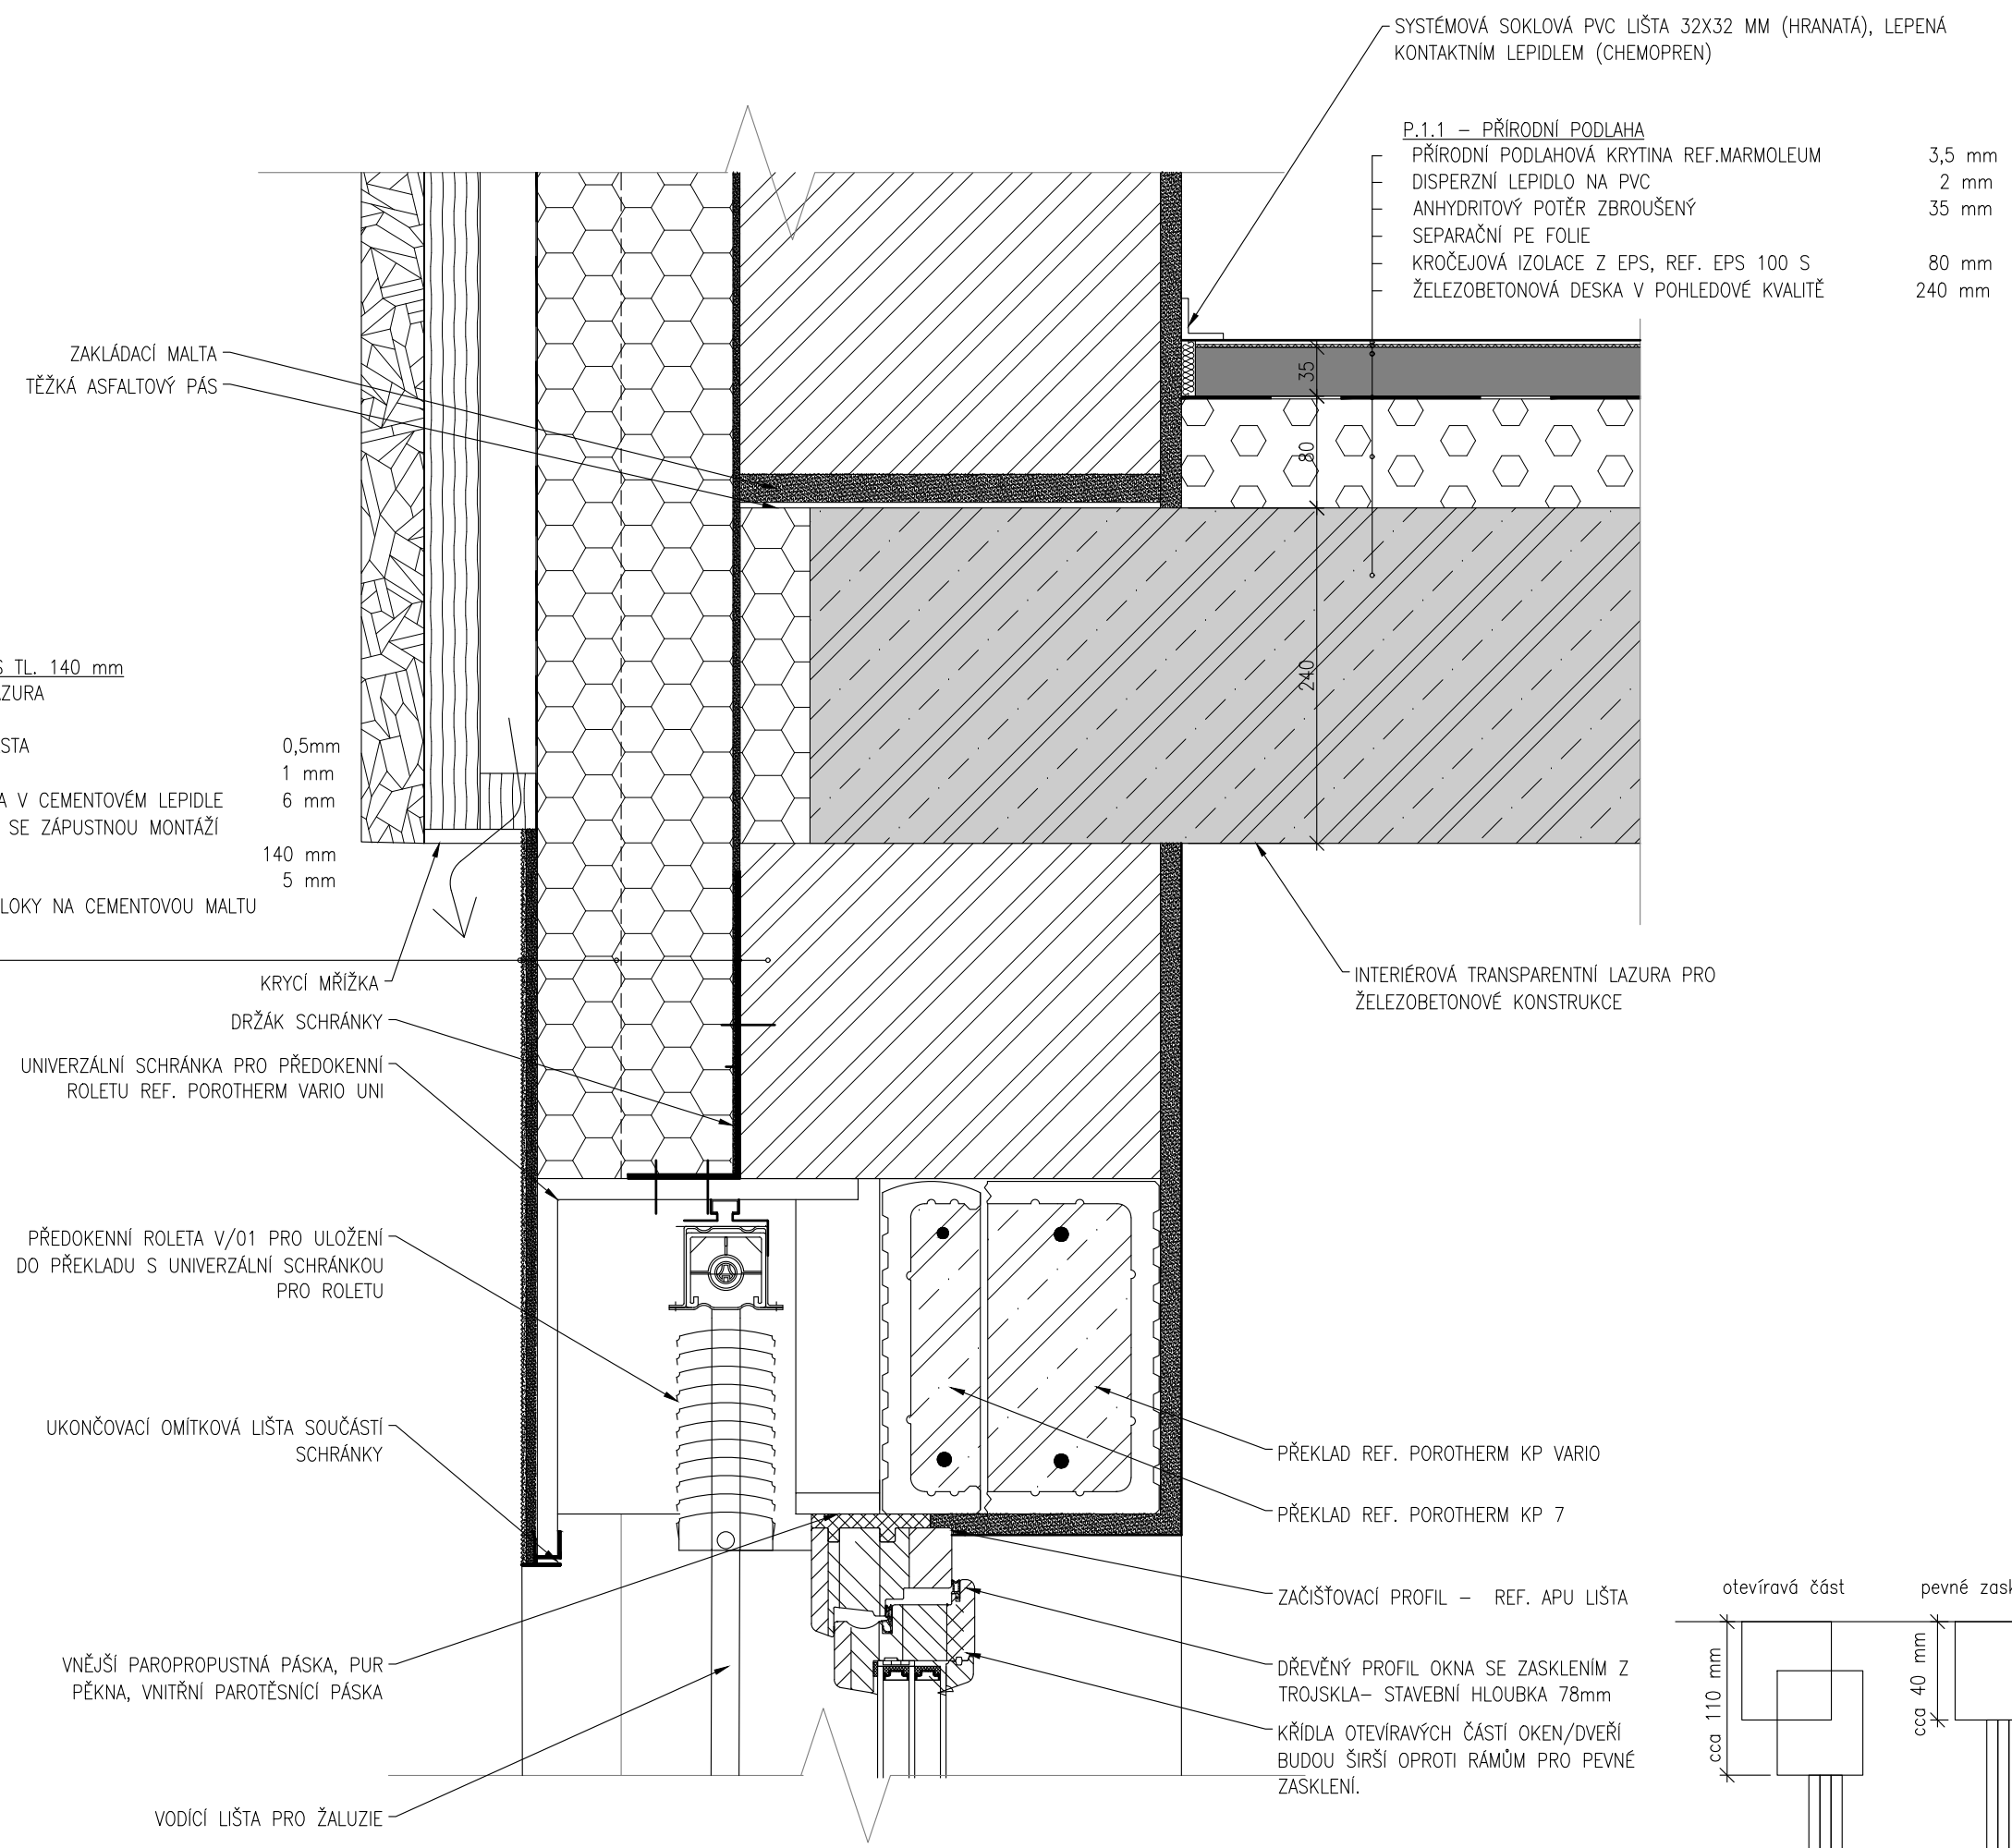 SYSTÉMOVÁ SOKLOVÁ PVC LIŠTA 32X32 MM (HRANATÁ), LEPENÁ
KONTAKTNÍM LEPIDLEM (CHEMOPREN)
P.1.1 – PŘÍRODNÍ PODLAHA
PŘÍRODNÍ PODLAHOVÁ KRYTINA REF.MARMOLEUM 3,5 mm
DISPERZNÍ LEPIDLO NA PVC 2 mm
ANHYDRITOVÝ POTĚR ZBROUŠENÝ 35 mm
SEPARAČNÍ PE FOLIE
KROČEJOVÁ IZOLACE Z EPS, REF. EPS 100 S 80 mm
ŽELEZOBETONOVÁ DESKA V POHLEDOVÉ KVALITĚ 240 mm
ZAKLÁDACÍ MALTA
TĚŽKÁ ASFALTOVÝ PÁS
35
80
240
S TL. 140 mm
AZURA
STA 0,5mm
1 mm
A V CEMENTOVÉM LEPIDLE 6 mm
SE ZÁPUSTNOU MONTÁŽÍ
140 mm
5 mm
LOKY NA CEMENTOVOU MALTU
KRYCÍ MŘÍŽKA
DRŽÁK SCHRÁNKY
UNIVERZÁLNÍ SCHRÁNKA PRO PŘEDOKENNÍ
ROLETU REF. POROTHERM VARIO UNI
PŘEDOKENNÍ ROLETA V/01 PRO ULOŽENÍ
DO PŘEKLADU S UNIVERZÁLNÍ SCHRÁNKOU
PRO ROLETU
UKONČOVACÍ OMÍTKOVÁ LIŠTA SOUČÁSTÍ
SCHRÁNKY
VNĚJŠÍ PAROPROPUSTNÁ PÁSKA, PUR
PĚKNA, VNITŘNÍ PAROTĚSNÍCÍ PÁSKA
VODÍCÍ LIŠTA PRO ŽALUZIE
INTERIÉROVÁ TRANSPARENTNÍ LAZURA PRO
ŽELEZOBETONOVÉ KONSTRUKCE
PŘEKLAD REF. POROTHERM KP VARIO
PŘEKLAD REF. POROTHERM KP 7
ZAČIŠŤOVACÍ PROFIL – REF. APU LIŠTA
DŘEVĚNÝ PROFIL OKNA SE ZASKLENÍM Z
TROJSKLA– STAVEBNÍ HLOUBKA 78mm
KŘÍDLA OTEVÍRAVÝCH ČÁSTÍ OKEN/DVEŘÍ
BUDOU ŠIRŠÍ OPROTI RÁMŮM PRO PEVNÉ
ZASKLENÍ.
otevíravá část
pevné zask
cca 110 mm
cca 40 mm